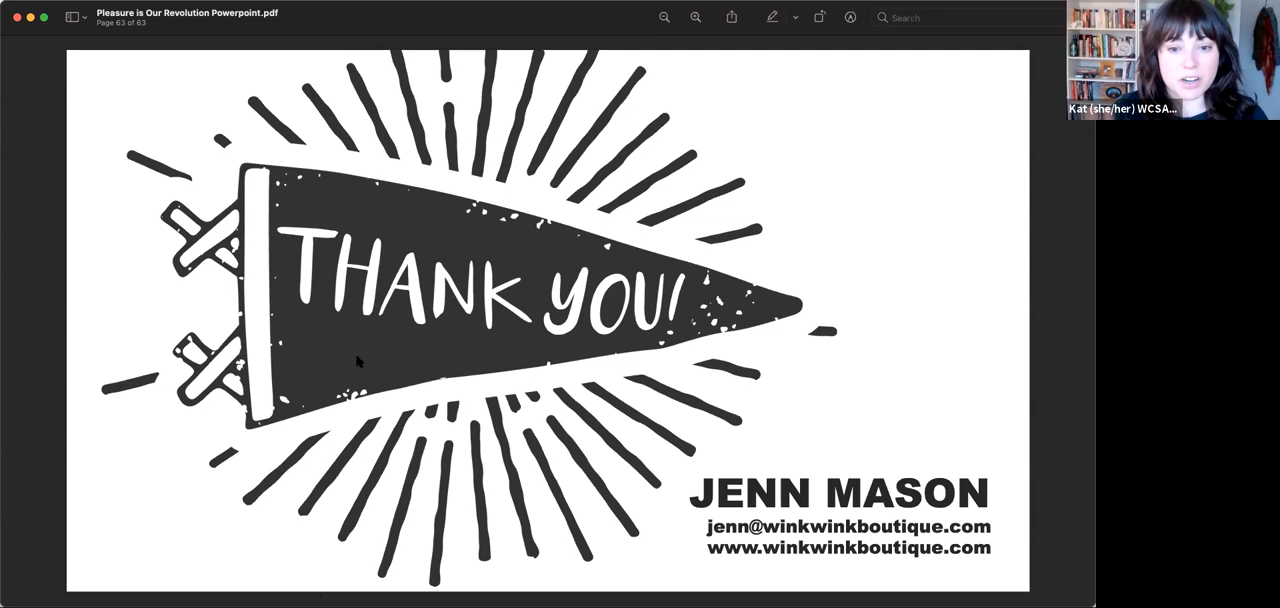 Pleasure is Our Revolution Powerpoint.pdf
Page 63 of 63
Search
Kat (she/her) WCSA...
THANK YOU!
JENN MASON
jenn@winkwinkboutique.com
www.winkwinkboutique.com